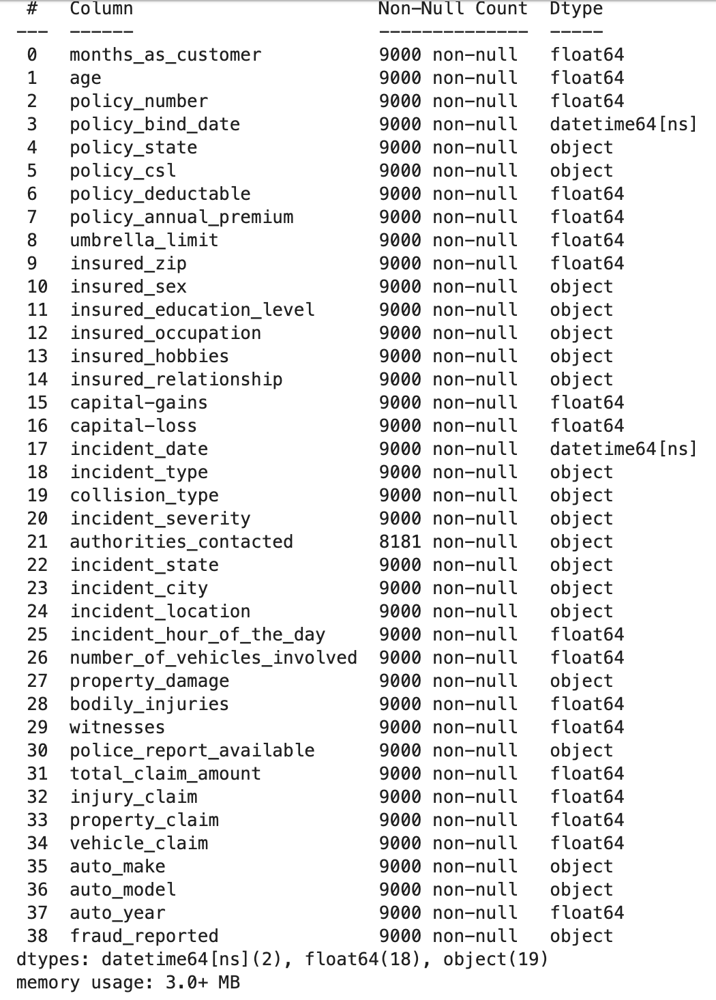 #   Column                       Non-Null Count  Dtype
---  ------                       --------------  -----
0   months_as_customer           9000 non-null   float64
1   age                          9000 non-null   float64
2   policy_number                9000 non-null   float64
3   policy_bind_date             9000 non-null   datetime64[ns]
4   policy_state                 9000 non-null   object
5   policy_csl                   9000 non-null   object
6   policy_deductable            9000 non-null   float64
7   policy_annual_premium        9000 non-null   float64
8   umbrella_limit               9000 non-null   float64
9   insured_zip                  9000 non-null   float64
10  insured_sex                  9000 non-null   object
11  insured_education_level      9000 non-null   object
12  insured_occupation           9000 non-null   object
13  insured_hobbies              9000 non-null   object
14  insured_relationship         9000 non-null   object
15  capital-gains                9000 non-null   float64
16  capital-loss                 9000 non-null   float64
17  incident_date                9000 non-null   datetime64[ns]
18  incident_type                9000 non-null   object
19  collision_type               9000 non-null   object
20  incident_severity            9000 non-null   object
21  authorities_contacted        8181 non-null   object
22  incident_state               9000 non-null   object
23  incident_city                9000 non-null   object
24  incident_location            9000 non-null   object
25  incident_hour_of_the_day     9000 non-null   float64
26  number_of_vehicles_involved  9000 non-null   float64
27  property_damage              9000 non-null   object
28  bodily_injuries              9000 non-null   float64
29  witnesses                    9000 non-null   float64
30  police_report_available      9000 non-null   object
31  total_claim_amount           9000 non-null   float64
32  injury_claim                 9000 non-null   float64
33  property_claim               9000 non-null   float64
34  vehicle_claim                9000 non-null   float64
35  auto_make                    9000 non-null   object
36  auto_model                   9000 non-null   object
37  auto_year                    9000 non-null   float64
38  fraud_reported               9000 non-null   object
dtypes: datetime64[ns](2), float64(18), object(19)
memory usage: 3.0+ MB